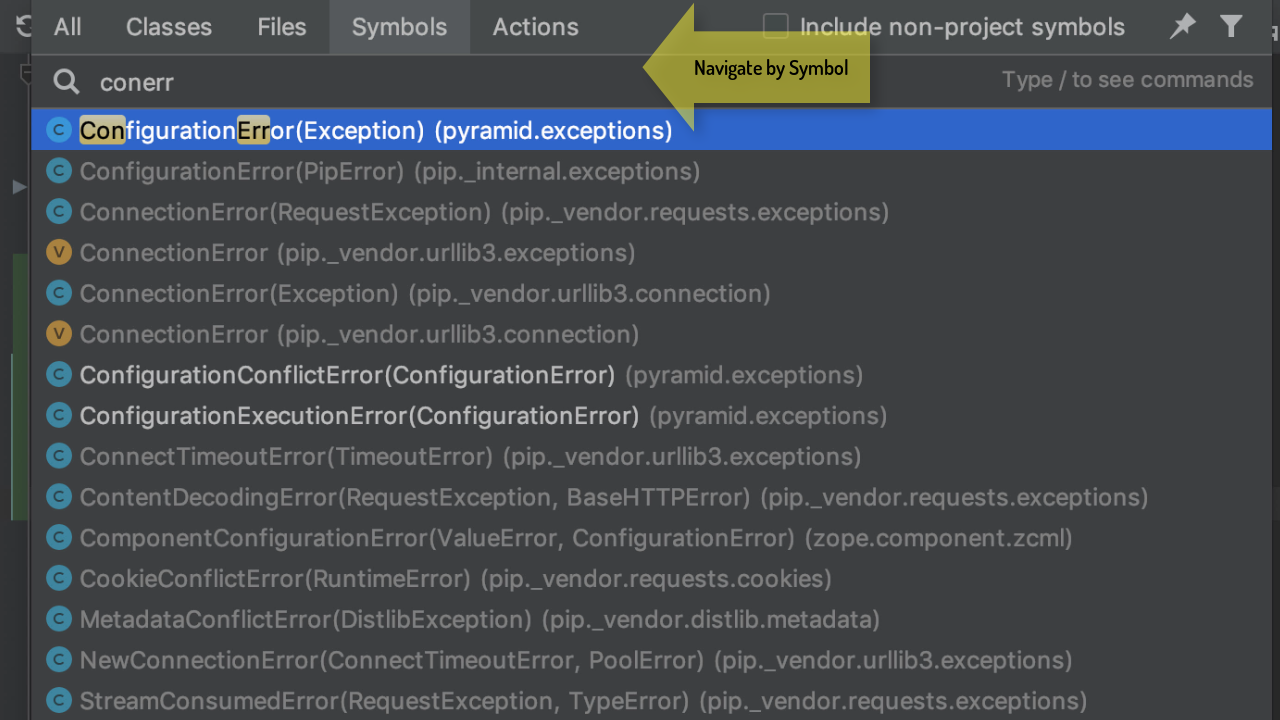 All Classes Files Symbols Actions Include non-project symbols
Navigate by Symbol
conerr Type / to see commands
C ConfigurationError(Exception) (pyramid.exceptions)
C ConfigurationError(PipError) (pip._internal.exceptions)
C ConnectionError(RequestException) (pip._vendor.requests.exceptions)
V ConnectionError (pip._vendor.urllib3.exceptions)
C ConnectionError(Exception) (pip._vendor.urllib3.connection)
V ConnectionError (pip._vendor.urllib3.connection)
C ConfigurationConflictError(ConfigurationError) (pyramid.exceptions)
C ConfigurationExecutionError(ConfigurationError) (pyramid.exceptions)
C ConnectTimeoutError(TimeoutError) (pip._vendor.urllib3.exceptions)
C ContentDecodingError(RequestException, BaseHTTPError) (pip._vendor.requests.exceptions)
C ComponentConfigurationError(ValueError, ConfigurationError) (zope.component.zcml)
C CookieConflictError(RuntimeError) (pip._vendor.requests.cookies)
C MetadataConflictError(DistlibException) (pip._vendor.distlib.metadata)
C NewConnectionError(ConnectTimeoutError, PoolError) (pip._vendor.urllib3.exceptions)
C StreamConsumedError(RequestException, TypeError) (pip._vendor.requests.exceptions)